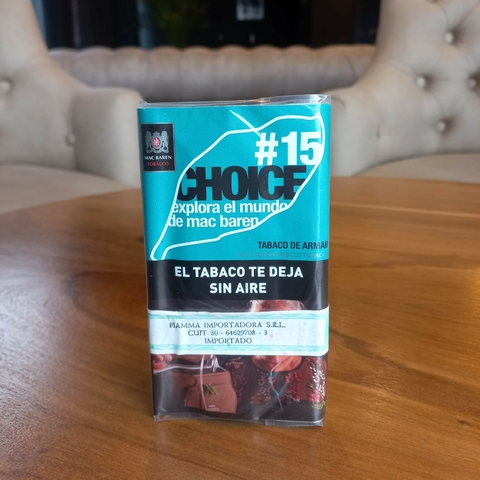 #15
MAC BAREN
TOBACCO
CHOICE
explora el mundo
de mac baren
TABACO DE ARMAR
EL TABACO TE DEJA
SIN AIRE
FIAMMA IMPORTADORA S.R.L.
CUIT 30 - 64629708 - 3
IMPORTADO